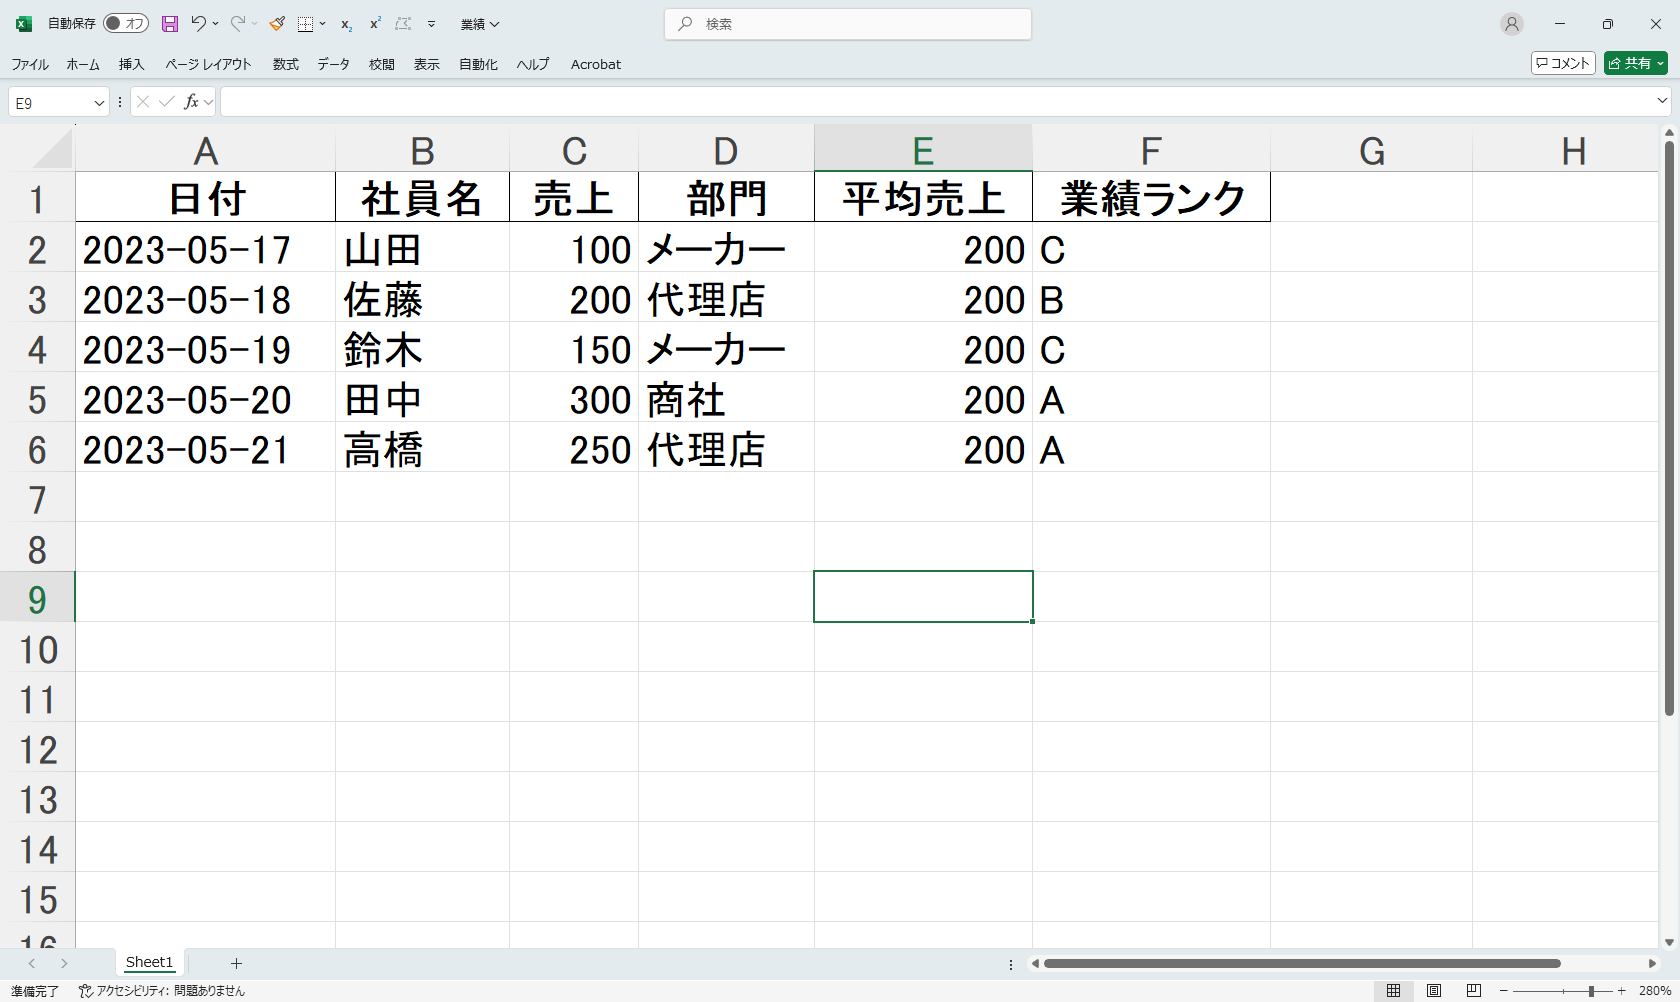 自動保存 オフ 業績 検索
ファイル ホーム 挿入 ページ レイアウト 数式 データ 校閲 表示 自動化 ヘルプ Acrobat コメント 共有
E9 fx
A B C D E F G H
1 日付 社員名 売上 部門 平均売上 業績ランク
2 2023-05-17 山田 100 メーカー 200 C
3 2023-05-18 佐藤 200 代理店 200 B
4 2023-05-19 鈴木 150 メーカー 200 C
5 2023-05-20 田中 300 商社 200 A
6 2023-05-21 高橋 250 代理店 200 A
7
8
9
10
11
12
13
14
15
16
Sheet1
準備完了 アクセシビリティ: 問題ありません 280%